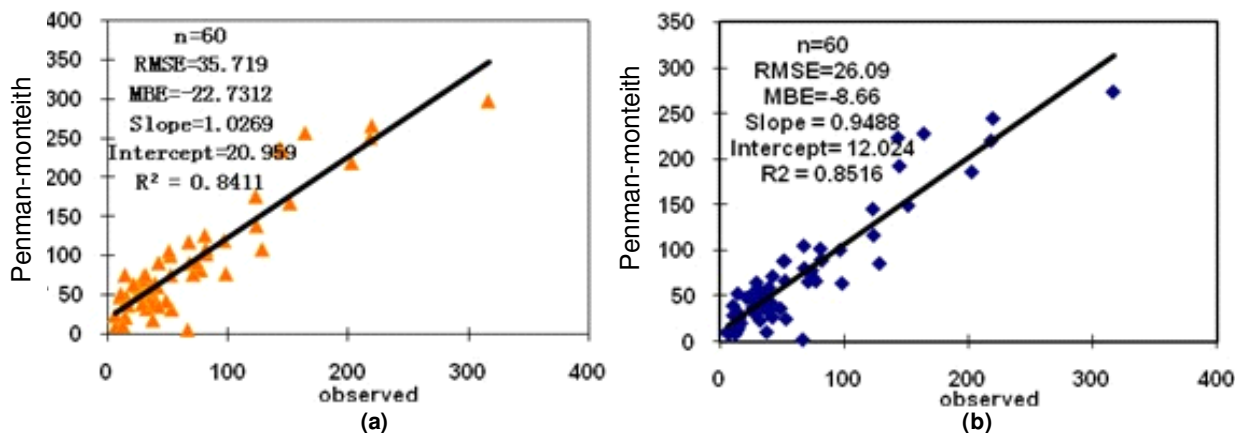 400
350
300
250
200
150
100
50
0
Penman-monteith
n=60
RMSE=35.719
MBE=-22.7312
Slope=1.0269
Intercept=20.959
R² = 0.8411
0 100 200 300 400
observed
(a)
350
300
250
200
150
100
50
0
Penman-monteith
n=60
RMSE=26.09
MBE=-8.66
Slope = 0.9488
Intercept= 12.024
R2 = 0.8516
0 100 200 300 400
observed
(b)